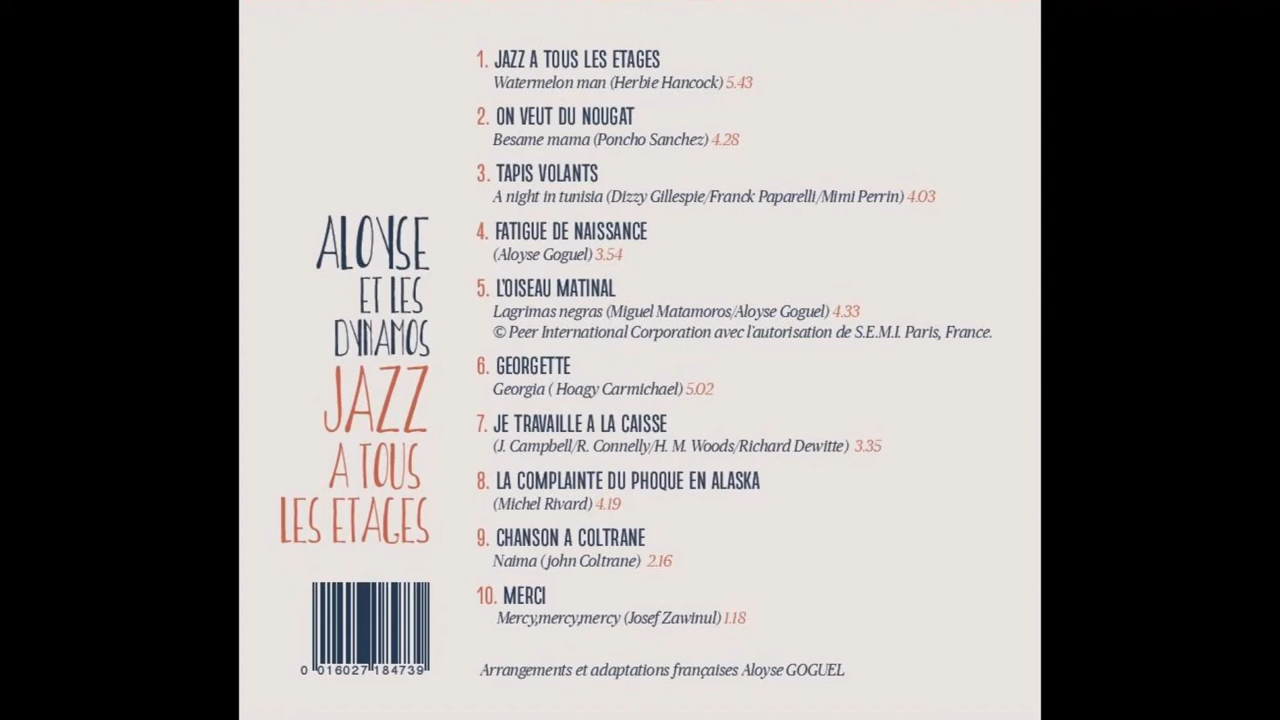 ALOYSE
ET LES
DYNAMOS
JAZZ
A TOUS
LES ETAGES
0 016027 184739
1. JAZZ A TOUS LES ETAGES
Watermelon man (Herbie Hancock) 5.43
2. ON VEUT DU NOUGAT
Besame mama (Poncho Sanchez) 4.28
3. TAPIS VOLANTS
A night in tunisia (Dizzy Gillespie/Franck Paparelli/Mimi Perrin) 4.03
4. FATIGUE DE NAISSANCE
(Aloyse Goguel) 3.54
5. L'OISEAU MATINAL
Lagrimas negras (Miguel Matamoros/Aloyse Goguel) 4.33
© Peer International Corporation avec l'autorisation de S.E.M.I. Paris, France.
6. GEORGETTE
Georgia ( Hoagy Carmichael) 5.02
7. JE TRAVAILLE A LA CAISSE
(J. Campbell/R. Connelly/H. M. Woods/Richard Dewitte) 3.35
8. LA COMPLAINTE DU PHOQUE EN ALASKA
(Michel Rivard) 4.19
9. CHANSON A COLTRANE
Naima (john Coltrane) 2.16
10. MERCI
Mercy,mercy,mercy (Josef Zawinul) 1.18
Arrangements et adaptations françaises Aloyse GOGUEL